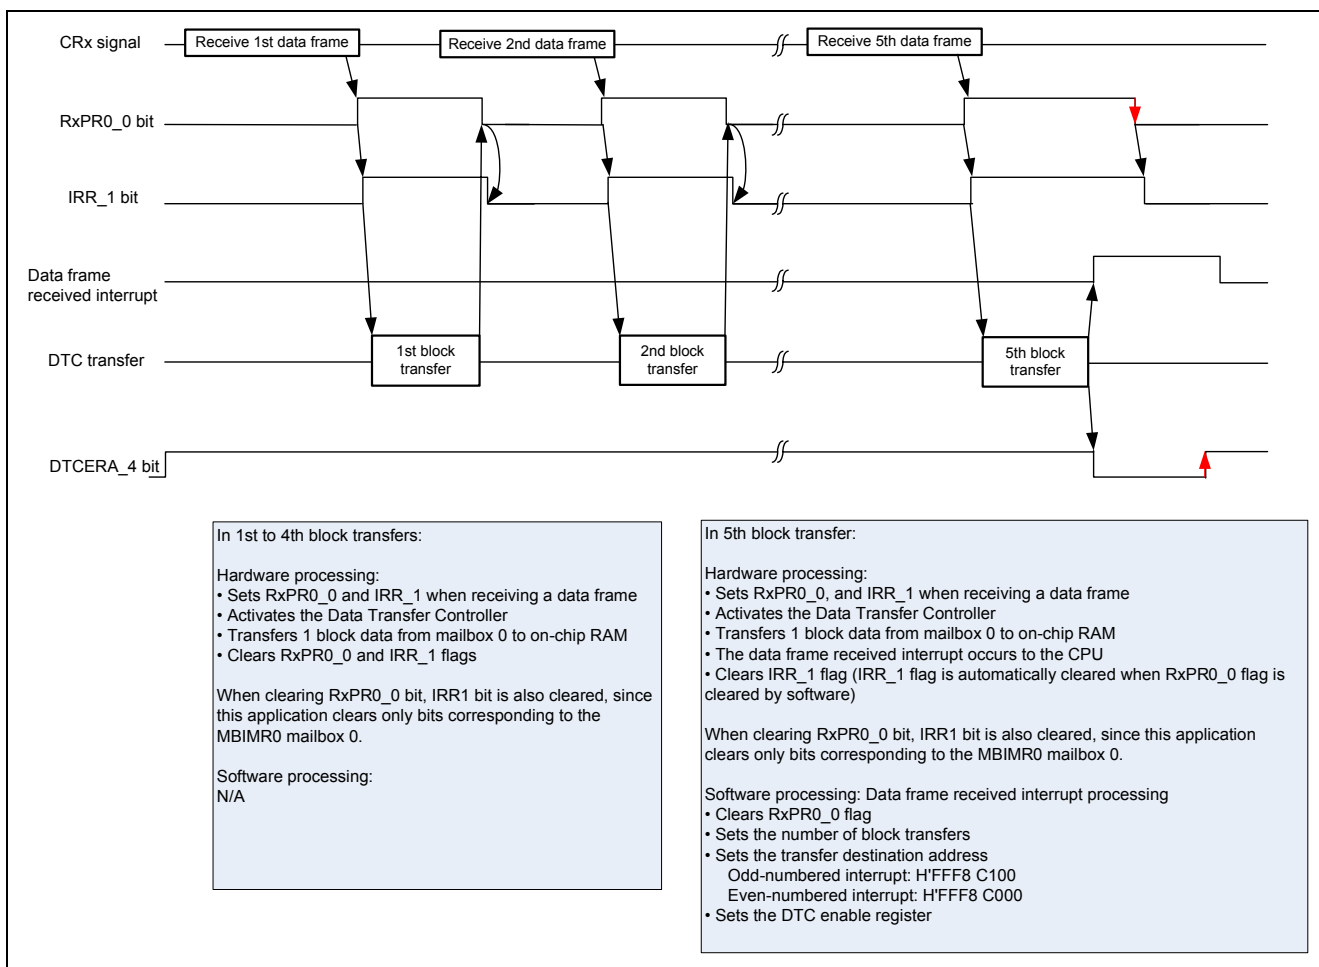 CRx signal
Receive 1st data frame
Receive 2nd data frame
Receive 5th data frame
RxPR0_0 bit
IRR_1 bit
Data frame
received interrupt
DTC transfer
1st block
transfer
2nd block
transfer
5th block
transfer
DTCERA_4 bit
In 1st to 4th block transfers:
Hardware processing:
• Sets RxPR0_0 and IRR_1 when receiving a data frame
• Activates the Data Transfer Controller
• Transfers 1 block data from mailbox 0 to on-chip RAM
• Clears RxPR0_0 and IRR_1 flags
When clearing RxPR0_0 bit, IRR1 bit is also cleared, since
this application clears only bits corresponding to the
MBIMR0 mailbox 0.
Software processing:
N/A
In 5th block transfer:
Hardware processing:
• Sets RxPR0_0, and IRR_1 when receiving a data frame
• Activates the Data Transfer Controller
• Transfers 1 block data from mailbox 0 to on-chip RAM
• The data frame received interrupt occurs to the CPU
• Clears IRR_1 flag (IRR_1 flag is automatically cleared when RxPR0_0 flag is
cleared by software)
When clearing RxPR0_0 bit, IRR1 bit is also cleared, since this application
clears only bits corresponding to the MBIMR0 mailbox 0.
Software processing: Data frame received interrupt processing
• Clears RxPR0_0 flag
• Sets the number of block transfers
• Sets the transfer destination address
Odd-numbered interrupt: H'FFF8 C100
Even-numbered interrupt: H'FFF8 C000
• Sets the DTC enable register